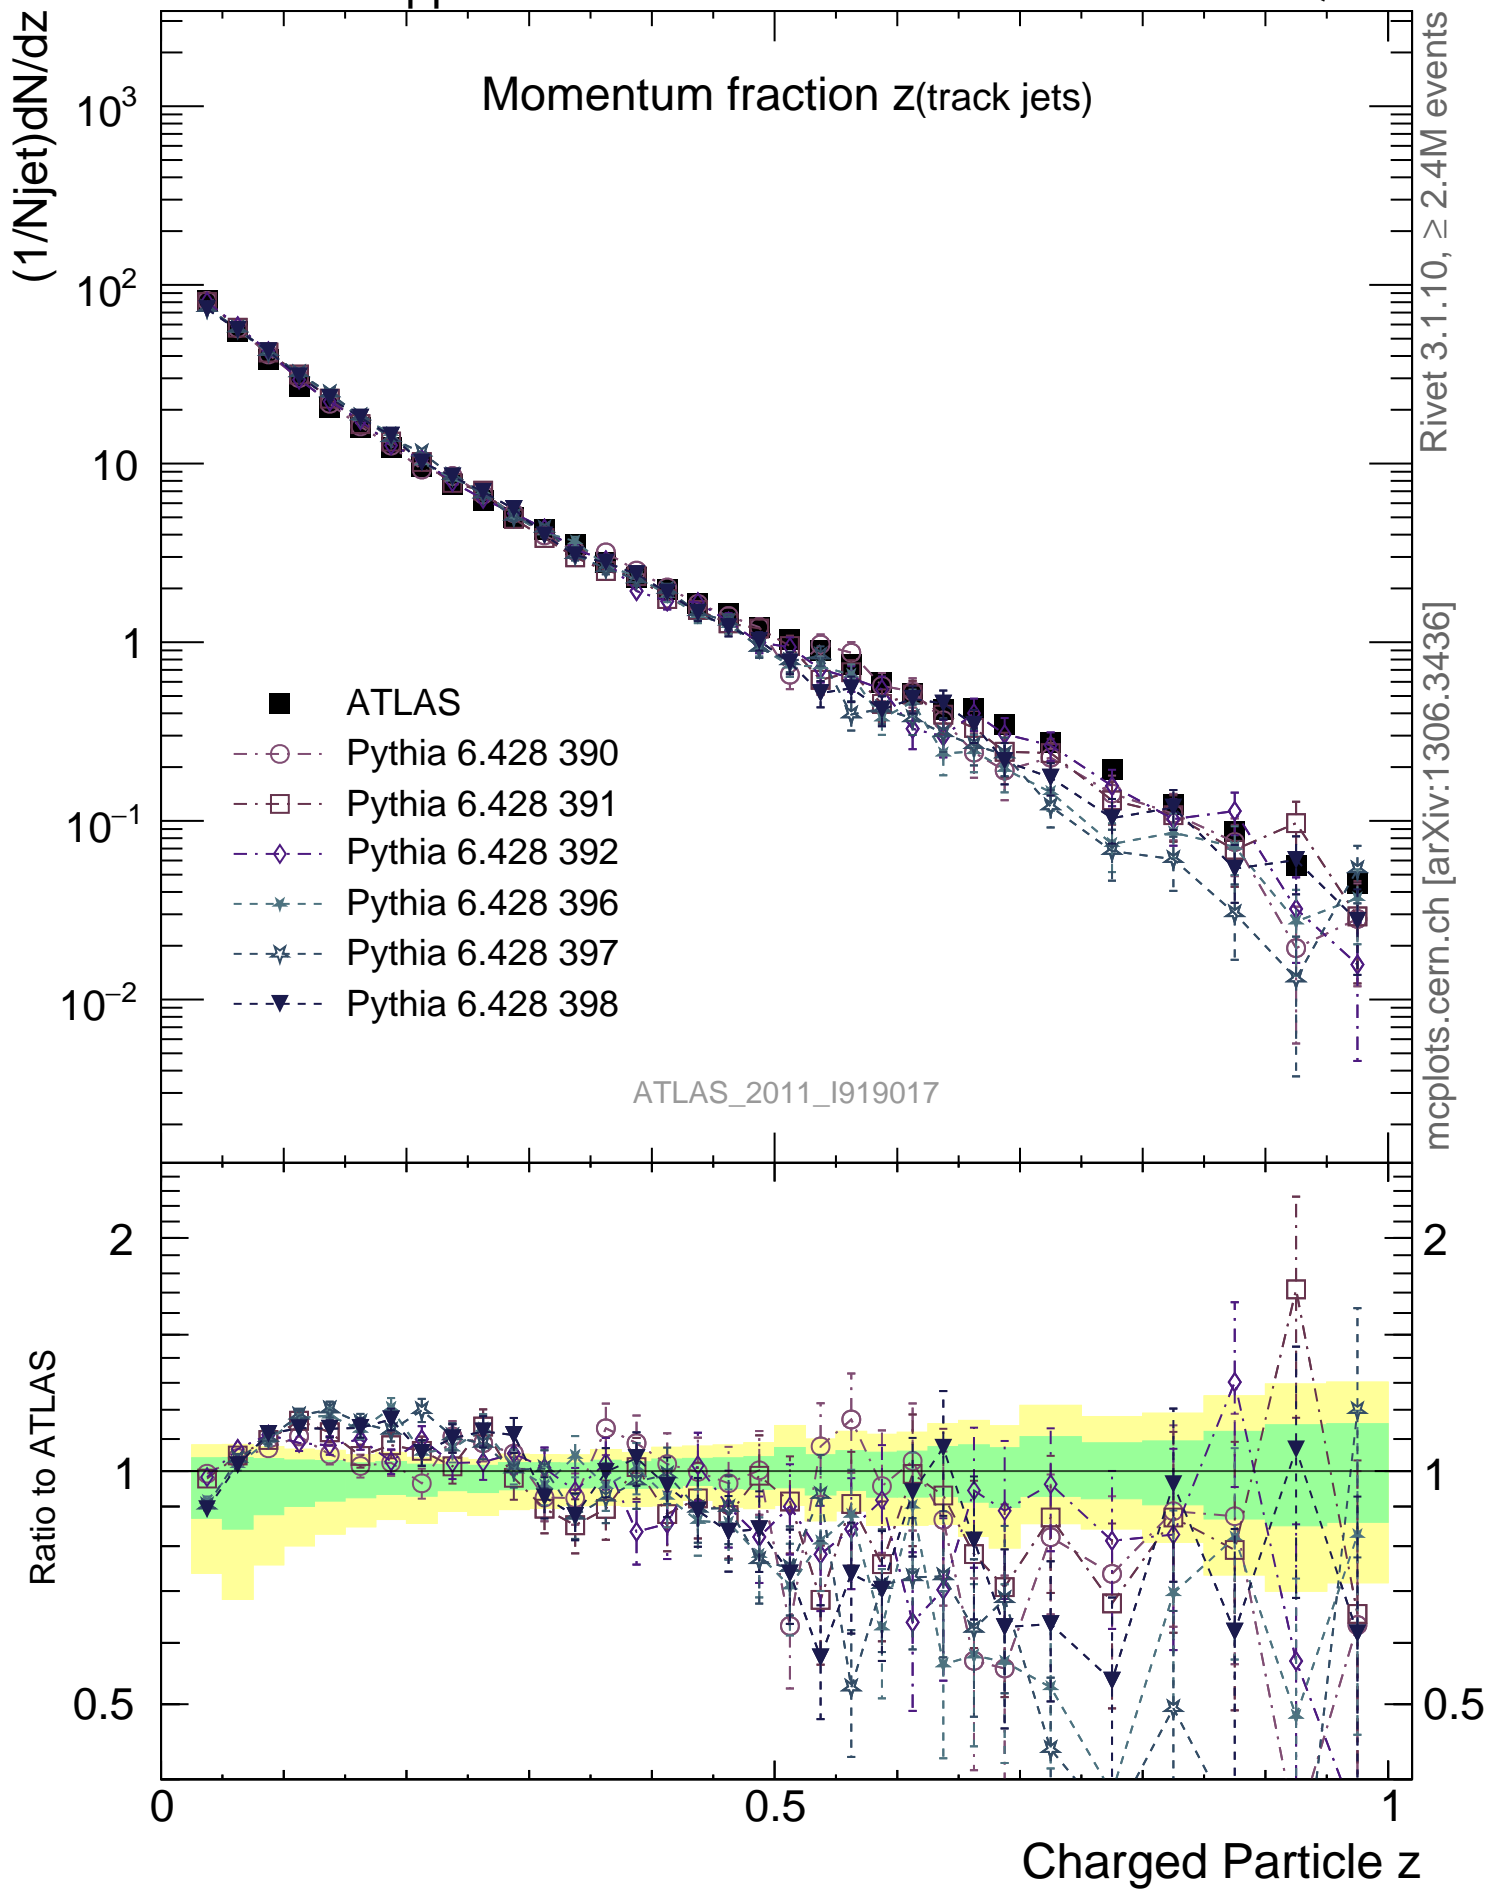 Momentum fraction z(track jets)
(1/Njet)dN/dz
10³
10²
10
1
10⁻¹
10⁻²
ATLAS
Pythia 6.428 390
Pythia 6.428 391
Pythia 6.428 392
Pythia 6.428 396
Pythia 6.428 397
Pythia 6.428 398
ATLAS_2011_I919017
Rivet 3.1.10, ≥ 2.4M events
mcplots.cern.ch [arXiv:1306.3436]
Ratio to ATLAS
2
1
0.5
2
1
0.5
0
0.5
1
Charged Particle z